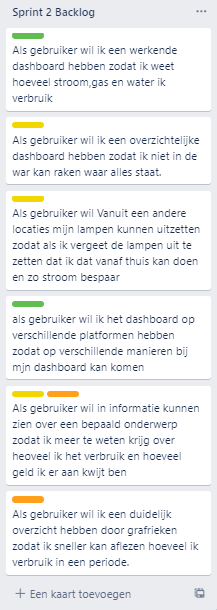 Sprint 2 Backlog
Als gebruiker wil ik een werkende
dashboard hebben zodat ik weet
hoeveel stroom,gas en water ik
verbruik
Als gebruiker wil ik een overzichtelijke
dashboard hebben zodat ik niet in de
war kan raken waar alles staat.
Als gebruiker wil Vanuit een andere
locaties mijn lampen kunnen uitzetten
zodat als ik vergeet de lampen uit te
zetten dat ik dat vanaf thuis kan doen
en zo stroom bespaar
als gebruiker wil ik het dashboard op
verschillende platformen hebben
zodat op verschillende manieren bij
mjn dashboard kan komen
Als gebruiker wil in informatie kunnen
zien over een bepaald onderwerp
zodat ik meer te weten krijg over
heoveel ik het verbruik en hoeveel
geld ik er aan kwijt ben
Als gebruiker wil ik een duidelijk
overzicht hebben door grafrieken
zodat ik sneller kan aflezen hoeveel ik
verbruik in een periode.
Een kaart toevoegen